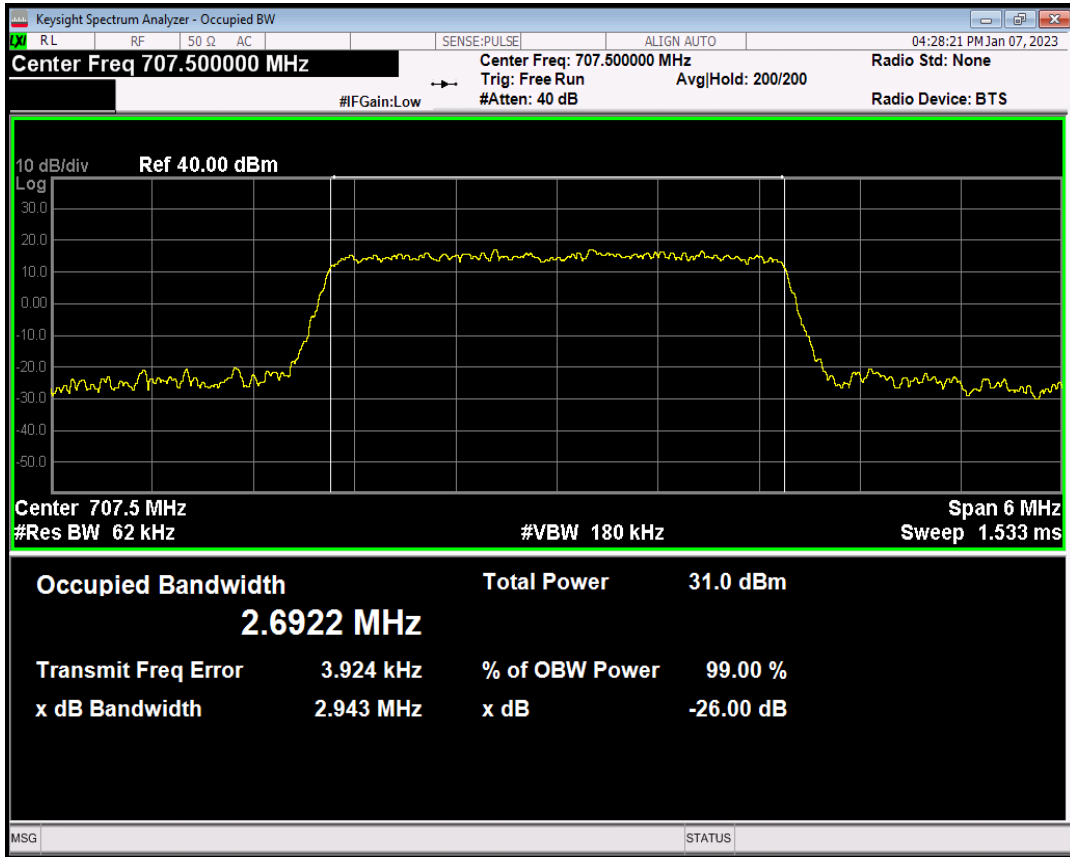 Keysight Spectrum Analyzer - Occupied BW
LXI RL RF 50 Ω AC SENSE:PULSE ALIGN AUTO 04:28:21 PM Jan 07, 2023
Center Freq 707.500000 MHz Center Freq: 707.500000 MHz Radio Std: None
Trig: Free Run Avg|Hold: 200/200
#IFGain:Low #Atten: 40 dB Radio Device: BTS
10 dB/div Ref 40.00 dBm
Log
30.0
20.0
10.0
0.00
-10.0
-20.0
-30.0
-40.0
-50.0
Center 707.5 MHz Span 6 MHz
#Res BW 62 kHz #VBW 180 kHz Sweep 1.533 ms
Occupied Bandwidth Total Power 31.0 dBm
2.6922 MHz
Transmit Freq Error 3.924 kHz % of OBW Power 99.00 %
x dB Bandwidth 2.943 MHz x dB -26.00 dB
MSG STATUS